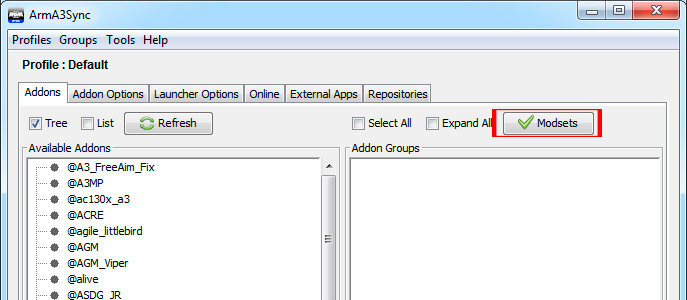 ArmA3Sync
Profiles Groups Tools Help
Profile : Default
Addons Addon Options Launcher Options Online External Apps Repositories
Tree List Refresh Select All Expand All Modsets
Available Addons Addon Groups
@A3_FreeAim_Fix
@A3MP
@ac130x_a3
@ACRE
@agile_littlebird
@AGM
@AGM_Viper
@alive
@ASDG_JR